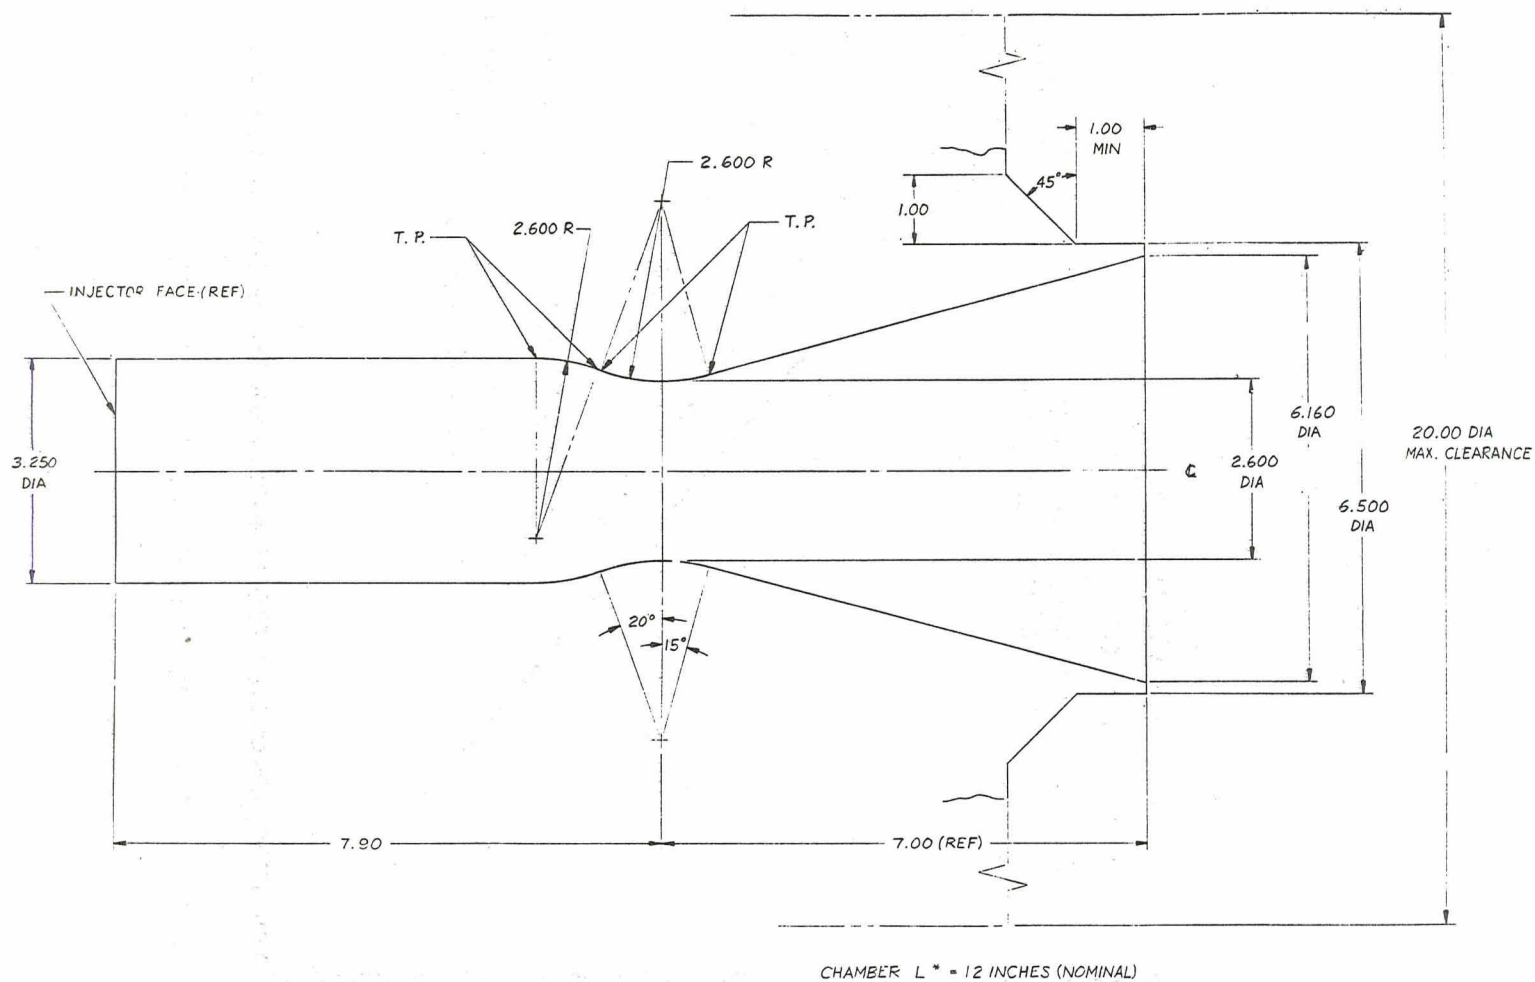 1.00
MIN
2.600 R
45°
1.00
T.P.
2.600 R
T.P.
INJECTOR FACE (REF)
3.250
DIA
6.160
DIA
20.00 DIA
MAX. CLEARANCE
2.600
DIA
℄
6.500
DIA
20°
15°
7.90
7.00 (REF)
CHAMBER L* = 12 INCHES (NOMINAL)